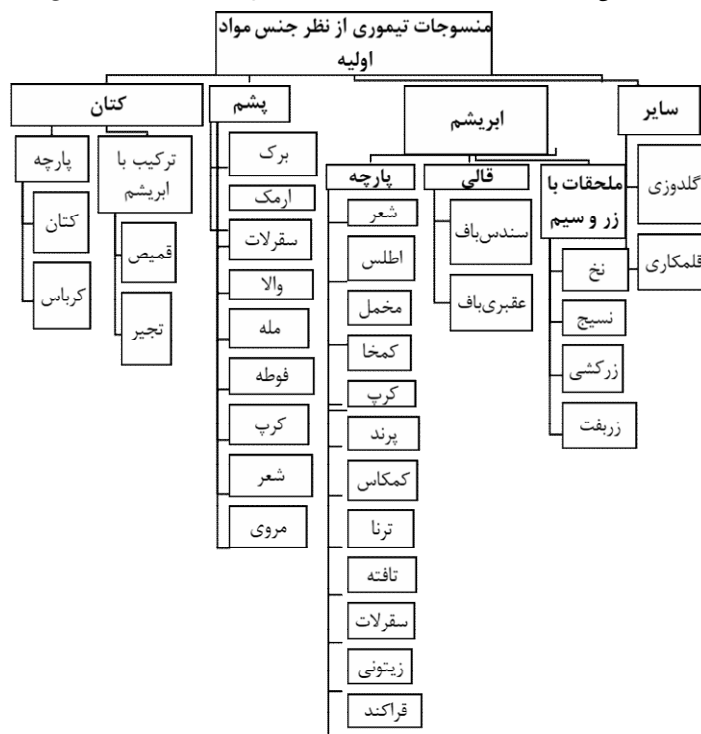 منسوجات تیموری از نظر جنس مواد
اولیه
سایر
گلدوزی
قلمکاری
ابریشم
ملحقات با
زر و سیم
نخ
نسیج
زرکشی
زربفت
قالی
سندس‌باف
عقبری‌باف
پارچه
شعر
اطلس
مخمل
کمخا
کرپ
پرند
کمکاس
ترنا
تافته
سقرلات
زیتونی
قراکند
پشم
برک
ارمک
سقرلات
والا
مله
فوطه
کرپ
شعر
مروی
کتان
ترکیب با
ابریشم
قمیص
تجیر
پارچه
کتان
کرباس